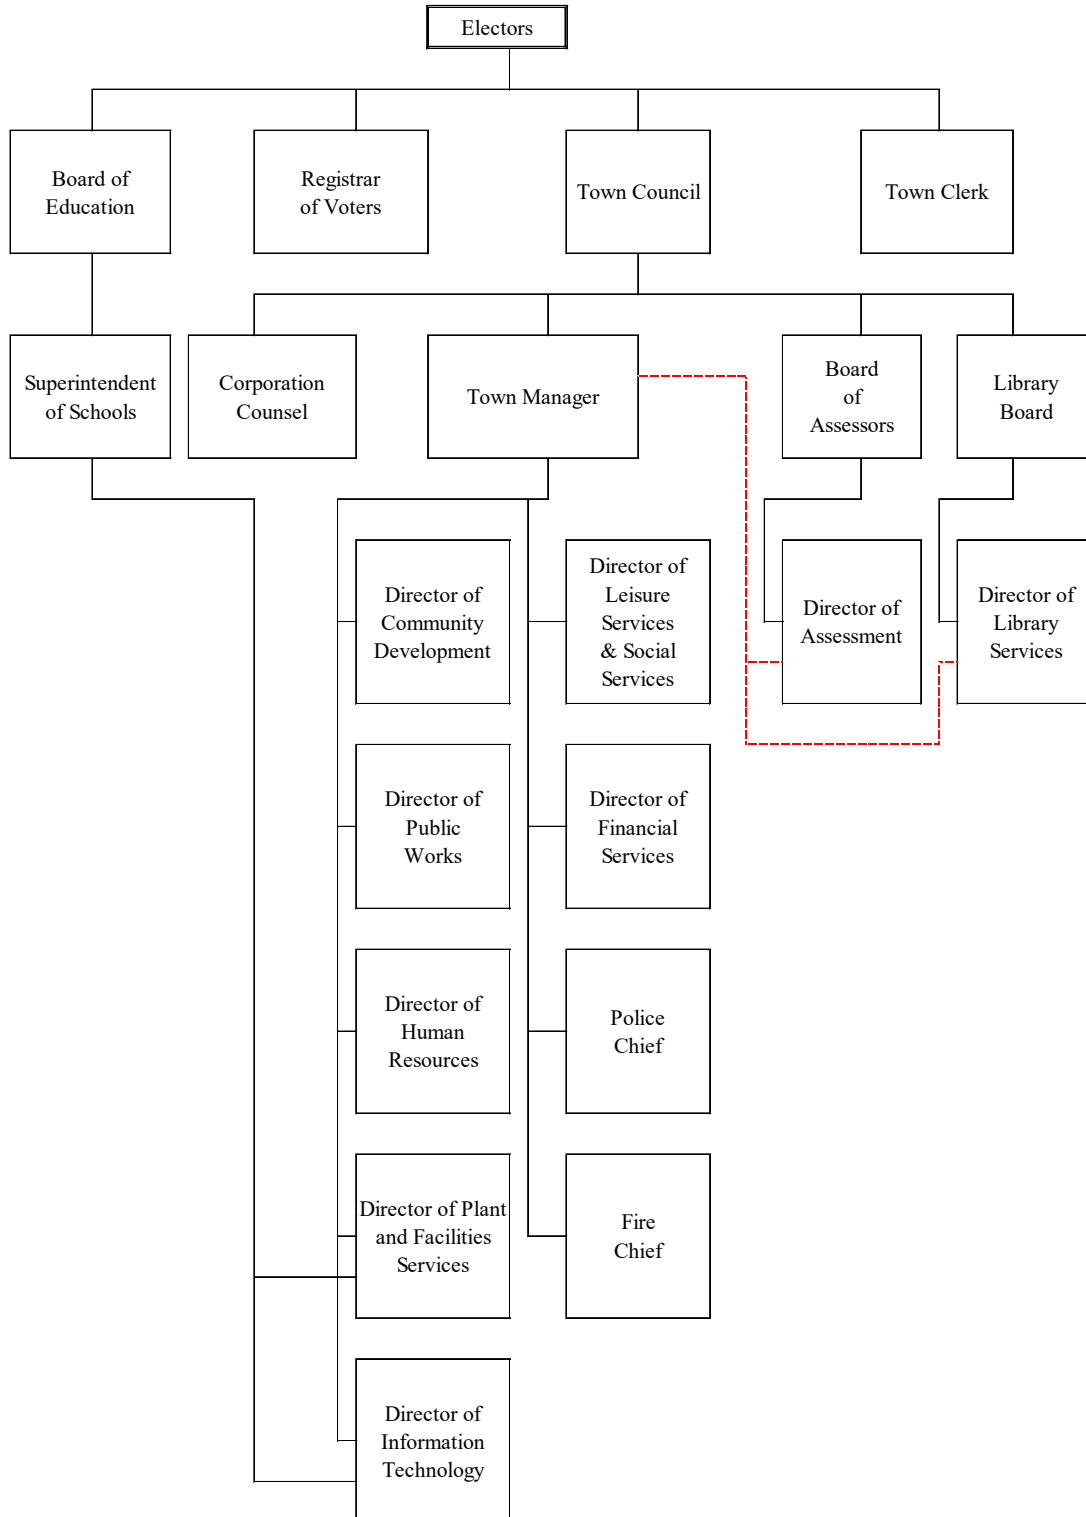 Electors
Board of
Education
Registrar
of Voters
Town Council
Town Clerk
Superintendent
of Schools
Corporation
Counsel
Town Manager
Board
of
Assessors
Library
Board
Director of
Community
Development
Director of
Leisure
Services
& Social
Services
Director of
Assessment
Director of
Library
Services
Director of
Public
Works
Director of
Financial
Services
Director of
Human
Resources
Police
Chief
Director of Plant
and Facilities
Services
Fire
Chief
Director of
Information
Technology